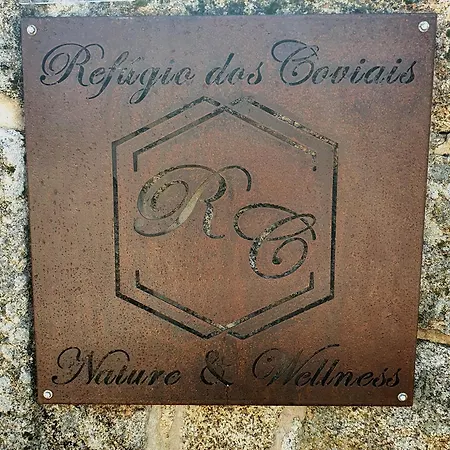 Refúgio dos Coviais
RC
Nature & Wellness